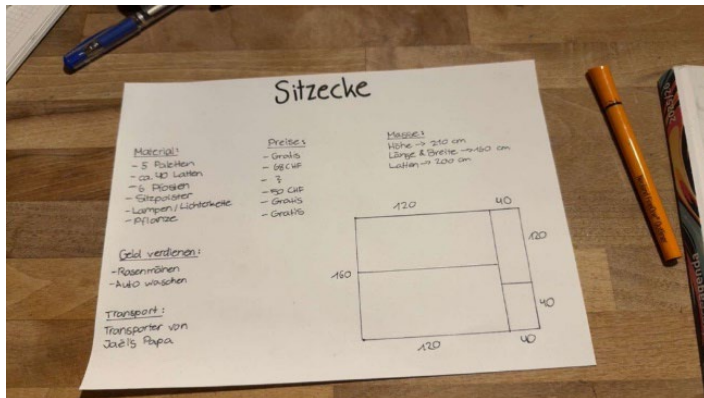 Sitzecke
Material:
- 5 Paletten
- ca. 40 Latten
- 6 Pfosten
- Sitzpolster
- Lampen / Lichterkette
- Pflanze
Preise:
- Gratis
- 68 CHF
- ?
- 50 CHF
- Gratis
- Gratis
Masse:
Höhe -> 210 cm
Länge & Breite -> 160 cm
Latten -> 200 cm
Geld verdienen:
- Rasenmähen
- Auto waschen
Transport:
Transporter von
Jaël's Papa
120
40
120
160
40
120
40